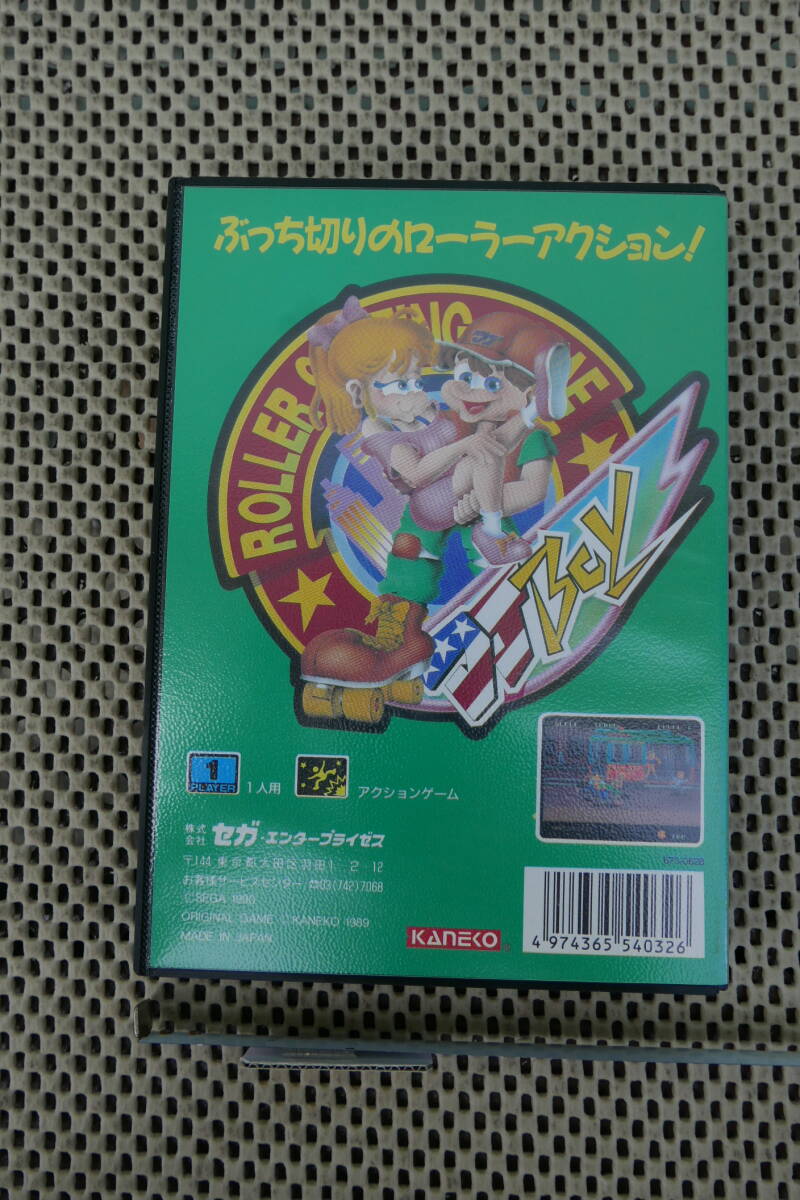 ぶっち切りのローラーアクション!
ROLLER
DJ BOY
1
PLAYER
1人用
アクションゲーム
株式会社 セガ・エンタープライゼス
〒144 東京都大田区羽田1-2-12
お客様サービスセンター ☎03(742)7068
©SEGA 1990
ORIGINAL GAME © KANEKO 1989
MADE IN JAPAN
KANEKO
4 974365 540326